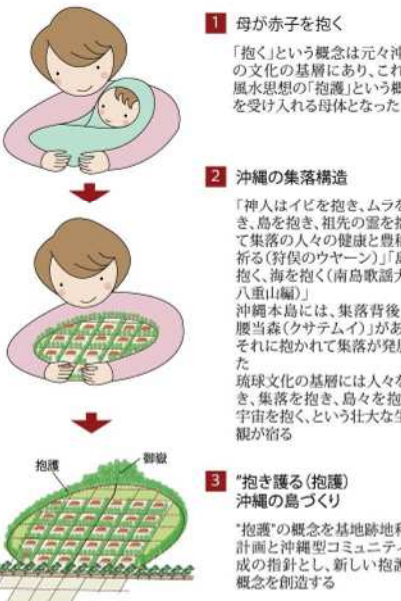 1 母が赤子を抱く
「抱く」という概念は元々沖
の文化の基層にあり、これ
風水思想の「抱護」という概
を受け入れる母体となった
2 沖縄の集落構造
「神人はイビを抱き、ムラを
き、島を抱き、祖先の霊を抱
て集落の人々の健康と豊穣
祈る(狩俣のウヤーン)」「島
抱く、海を抱く(南島歌謡大
八重山編)」
沖縄本島には、集落背後
腰当森(クサテムイ)」があ
それに抱かれて集落が発展
た
琉球文化の基層には人々を
き、集落を抱き、島々を抱
宇宙を抱く、という壮大な生
観が宿る
抱護
御嶽
3 "抱き護る(抱護)
沖縄の島づくり
"抱護"の概念を基地跡地利
計画と沖縄型コミュニティ
成の指針とし、新しい抱護
概念を創造する